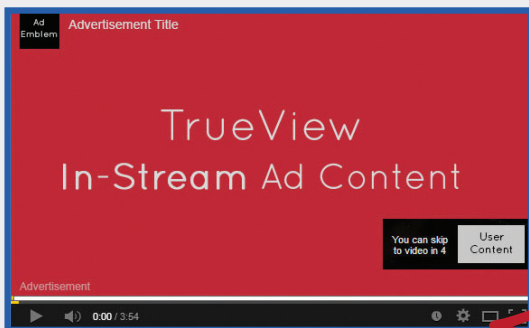 Ad
Emblem
Advertisement Title
TrueView
In-Stream Ad Content
You can skip
to video in 4
User
Content
Advertisement
0:00 / 3:54